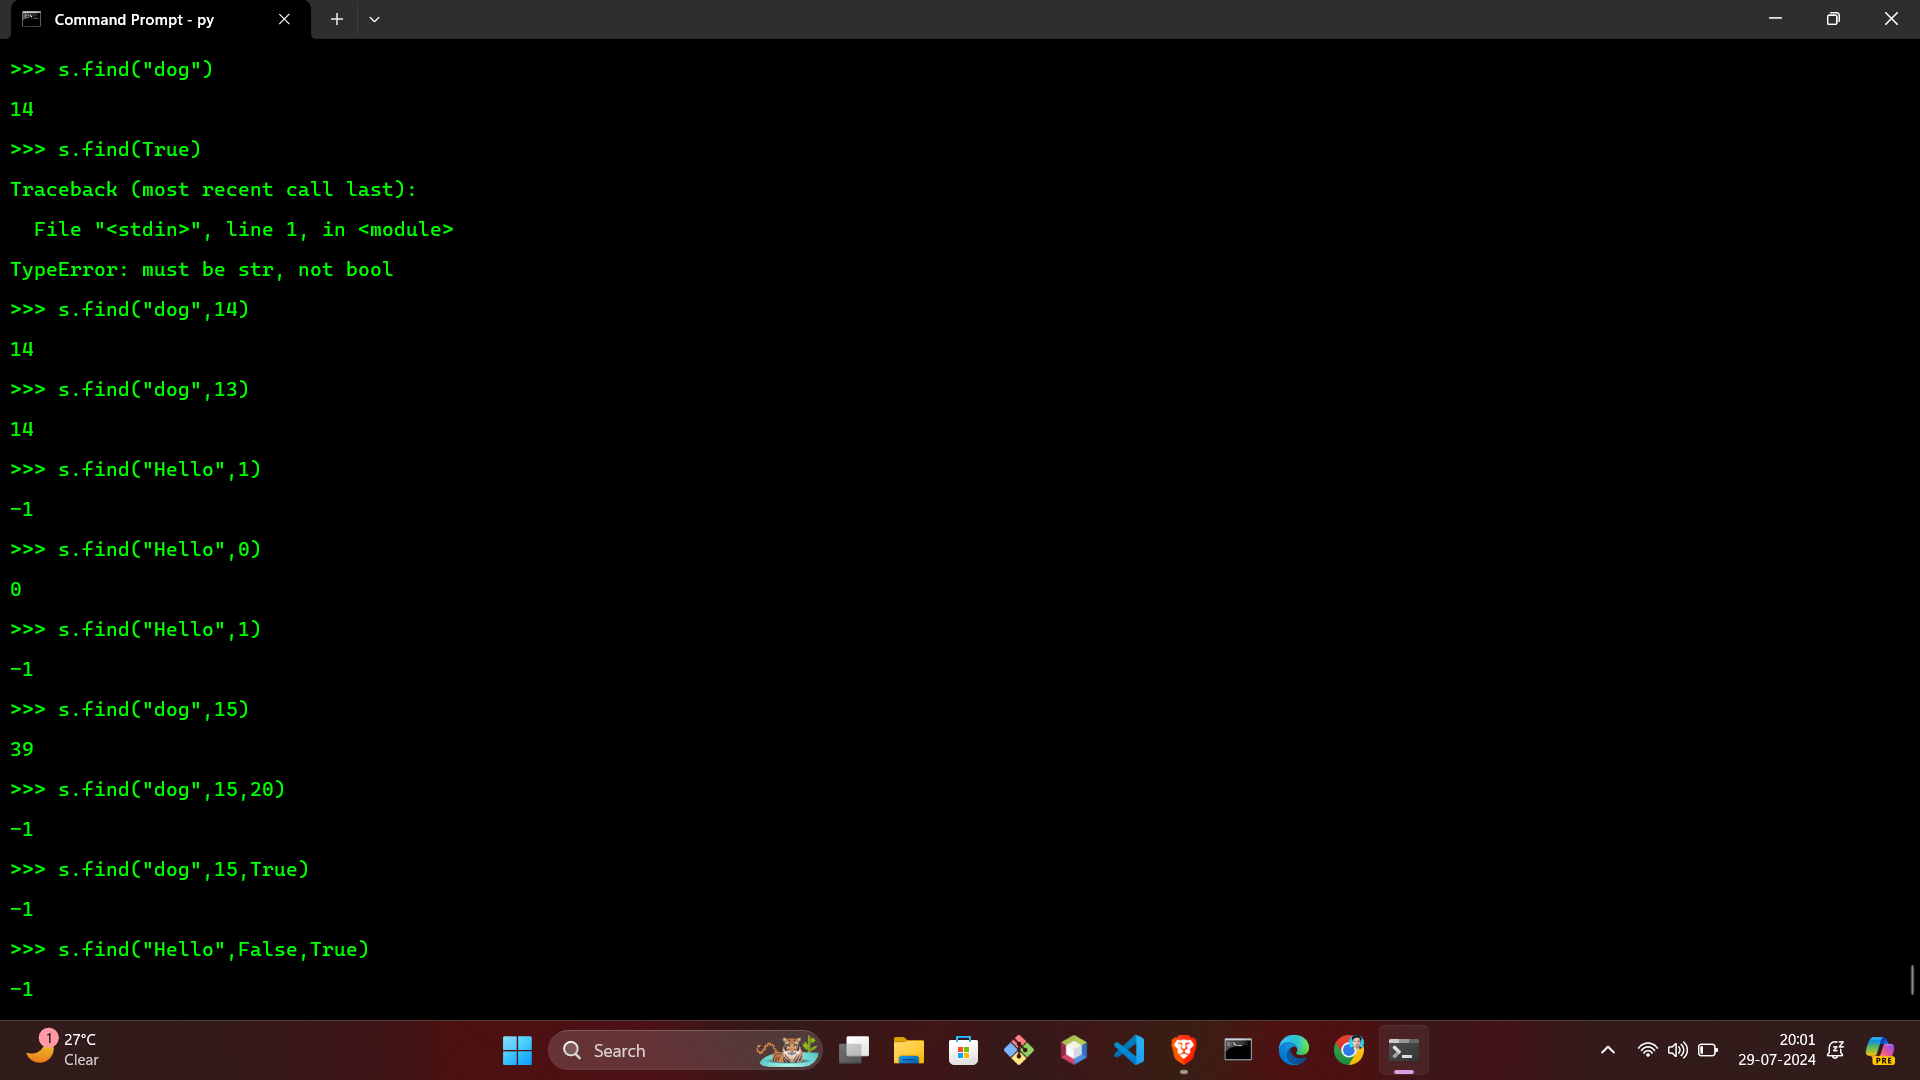 Command Prompt - py
>>> s.find("dog")
14
>>> s.find(True)
Traceback (most recent call last):
  File "<stdin>", line 1, in <module>
TypeError: must be str, not bool
>>> s.find("dog",14)
14
>>> s.find("dog",13)
14
>>> s.find("Hello",1)
-1
>>> s.find("Hello",0)
0
>>> s.find("Hello",1)
-1
>>> s.find("dog",15)
39
>>> s.find("dog",15,20)
-1
>>> s.find("dog",15,True)
-1
>>> s.find("Hello",False,True)
-1
1
27°C
Clear
Search
20:01
29-07-2024
PRE